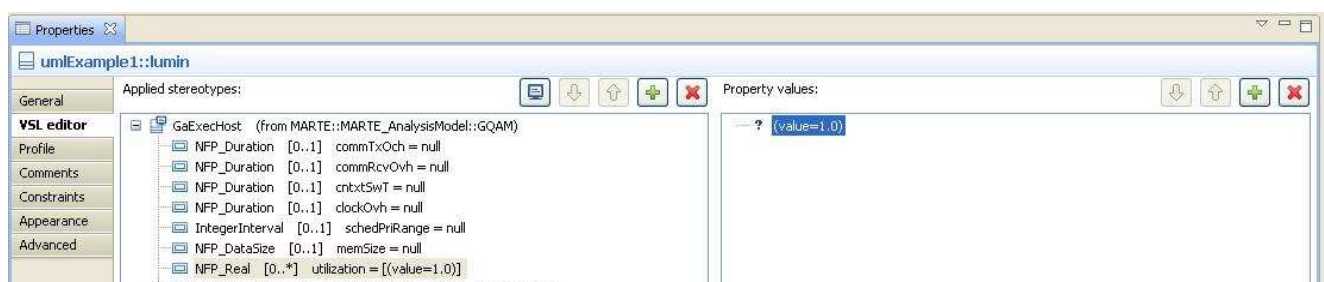 Properties
umlExample1::lumin
General
VSL editor
Profile
Comments
Constraints
Appearance
Advanced
Applied stereotypes:
GaExecHost (from MARTE::MARTE_AnalysisModel::GQAM)
NFP_Duration [0..1] commTxOch = null
NFP_Duration [0..1] commRcvOvh = null
NFP_Duration [0..1] cntxtSwT = null
NFP_Duration [0..1] clockOvh = null
IntegerInterval [0..1] schedPriRange = null
NFP_DataSize [0..1] memSize = null
NFP_Real [0..*] utilization = [(value=1.0)]
Property values:
? (value=1.0)